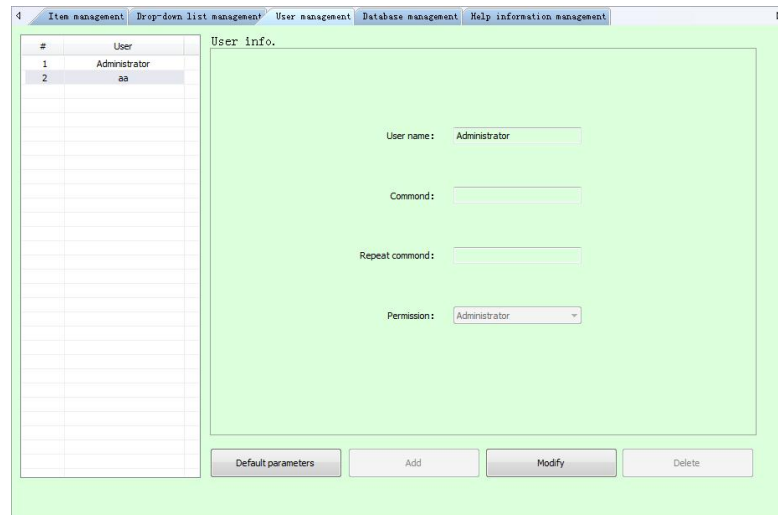 Item management Drop-down list management User management Database management Help information management
# User
1 Administrator
2 aa
User info.
User name: Administrator
Commond:
Repeat commond:
Permission: Administrator
Default parameters Add Modify Delete